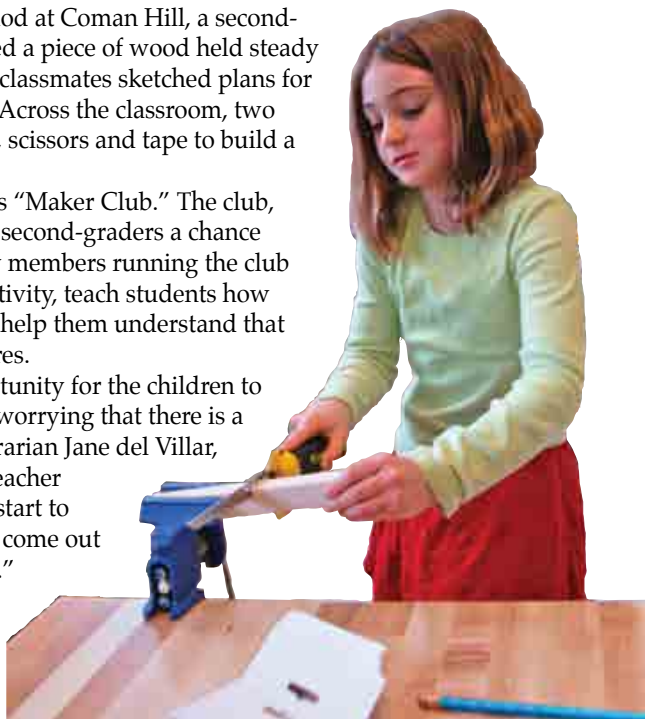 od at Coman Hill, a second-
ed a piece of wood held steady
classmates sketched plans for
Across the classroom, two
scissors and tape to build a
s “Maker Club.” The club,
second-graders a chance
members running the club
tivity, teach students how
help them understand that
res.
tunity for the children to
worrying that there is a
rarian Jane del Villar,
eacher
start to
come out
.”